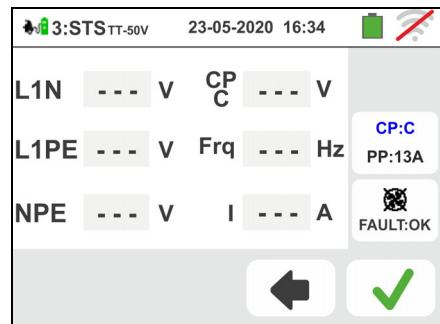 3:STS TT-50V 23-05-2020 16:34
L1N - - - V CP C - - - V
L1PE - - - V Frq - - - Hz
NPE - - - V I - - - A
CP:C
PP:13A
FAULT:OK